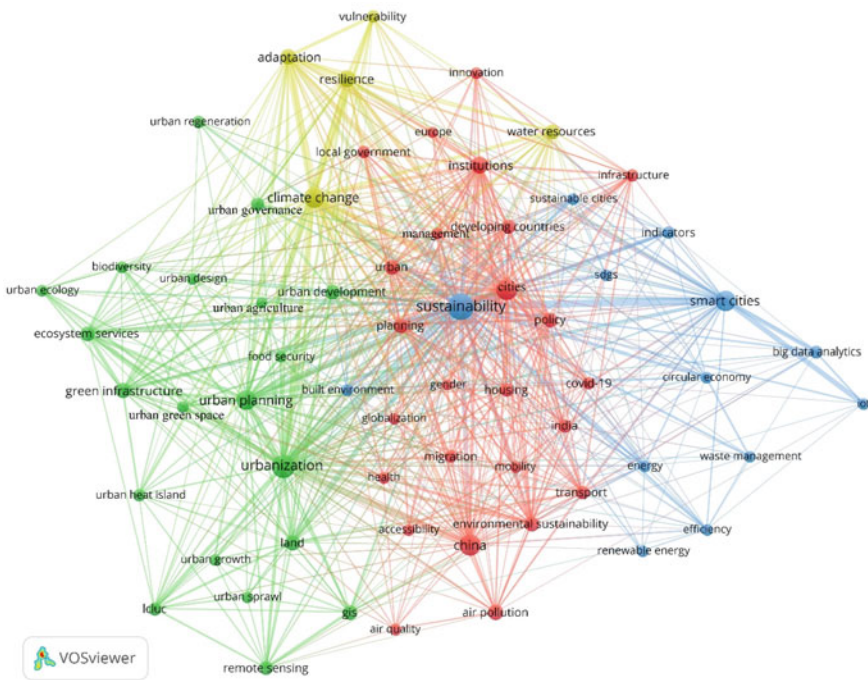 vulnerability
adaptation
resilience
innovation
urban regeneration
europe
water resources
local government
institutions
infrastructure
climate change
sustainable cities
urban governance
developing countries
management
indicators
biodiversity
urban
sdgs
urban design
urban ecology
cities
urban development
smart cities
urban agriculture
sustainability
ecosystem services
planning
policy
food security
big data analytics
green infrastructure
built environment
gender
housing
covid-19
circular economy
urban planning
urban green space
globalization
india
urbanization
migration
mobility
energy
waste management
health
urban heat island
transport
accessibility
environmental sustainability
efficiency
land
china
renewable energy
urban growth
urban sprawl
lcluc
gis
air pollution
air quality
remote sensing
VOSviewer